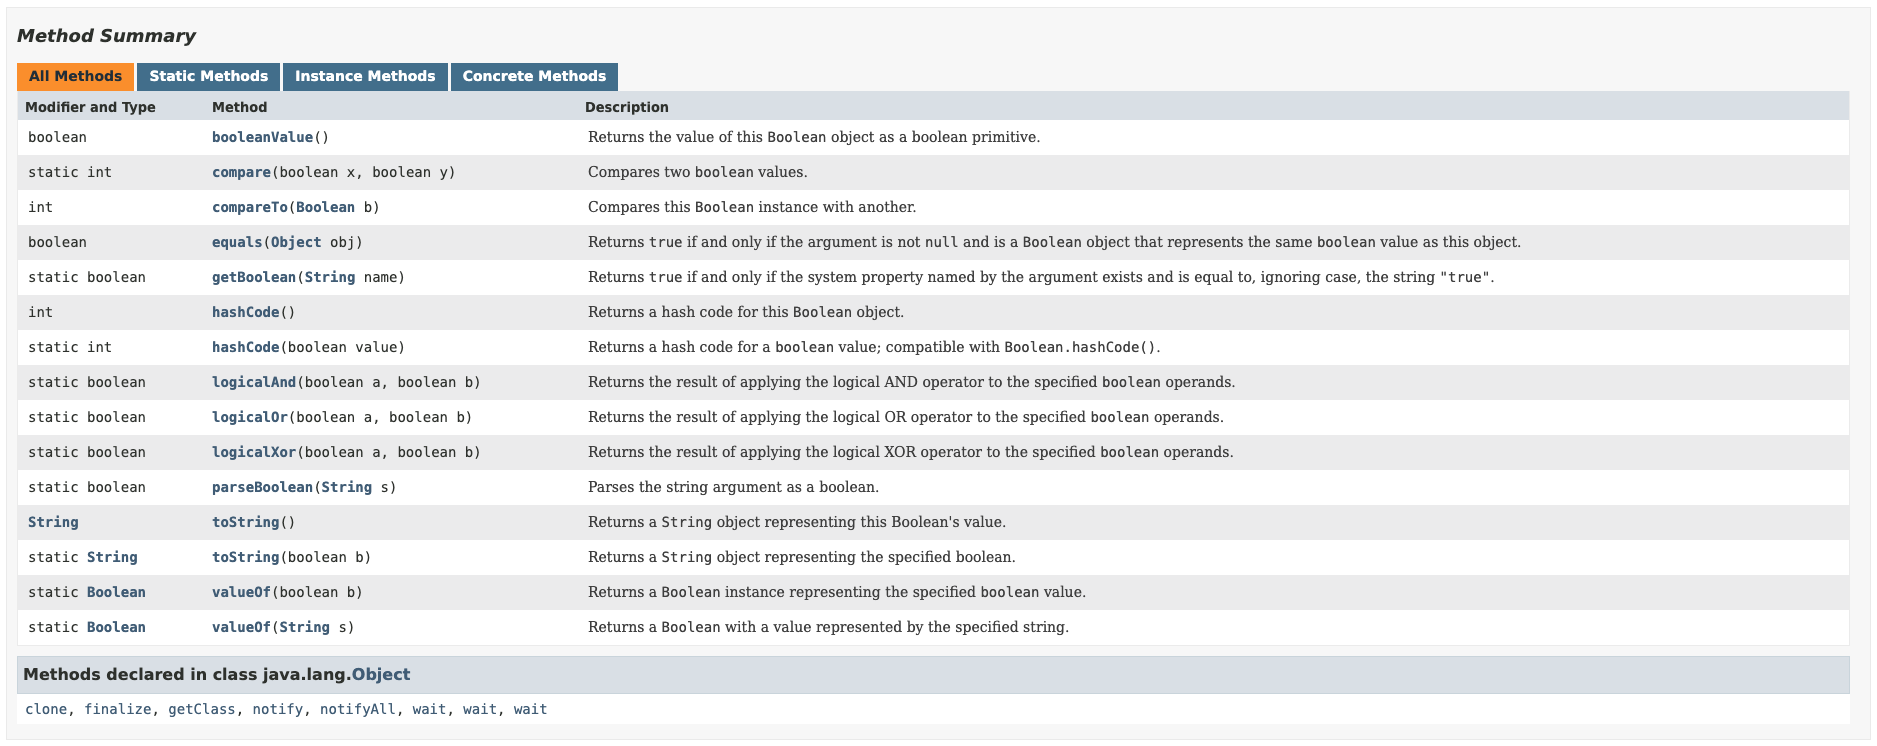 Method Summary
All Methods Static Methods Instance Methods Concrete Methods
Modifier and Type Method Description
boolean booleanValue() Returns the value of this Boolean object as a boolean primitive.
static int compare(boolean x, boolean y) Compares two boolean values.
int compareTo(Boolean b) Compares this Boolean instance with another.
boolean equals(Object obj) Returns true if and only if the argument is not null and is a Boolean object that represents the same boolean value as this object.
static boolean getBoolean(String name) Returns true if and only if the system property named by the argument exists and is equal to, ignoring case, the string "true".
int hashCode() Returns a hash code for this Boolean object.
static int hashCode(boolean value) Returns a hash code for a boolean value; compatible with Boolean.hashCode().
static boolean logicalAnd(boolean a, boolean b) Returns the result of applying the logical AND operator to the specified boolean operands.
static boolean logicalOr(boolean a, boolean b) Returns the result of applying the logical OR operator to the specified boolean operands.
static boolean logicalXor(boolean a, boolean b) Returns the result of applying the logical XOR operator to the specified boolean operands.
static boolean parseBoolean(String s) Parses the string argument as a boolean.
String toString() Returns a String object representing this Boolean's value.
static String toString(boolean b) Returns a String object representing the specified boolean.
static Boolean valueOf(boolean b) Returns a Boolean instance representing the specified boolean value.
static Boolean valueOf(String s) Returns a Boolean with a value represented by the specified string.
Methods declared in class java.lang.Object
clone, finalize, getClass, notify, notifyAll, wait, wait, wait